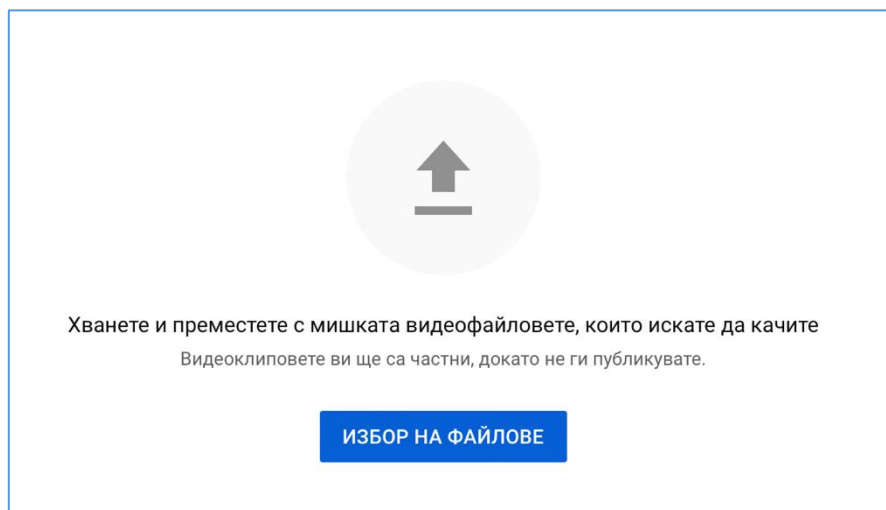 Хванете и преместете с мишката видеофайловете, които искате да качите
Видеоклиповете ви ще са частни, докато не ги публикувате.
ИЗБОР НА ФАЙЛОВЕ